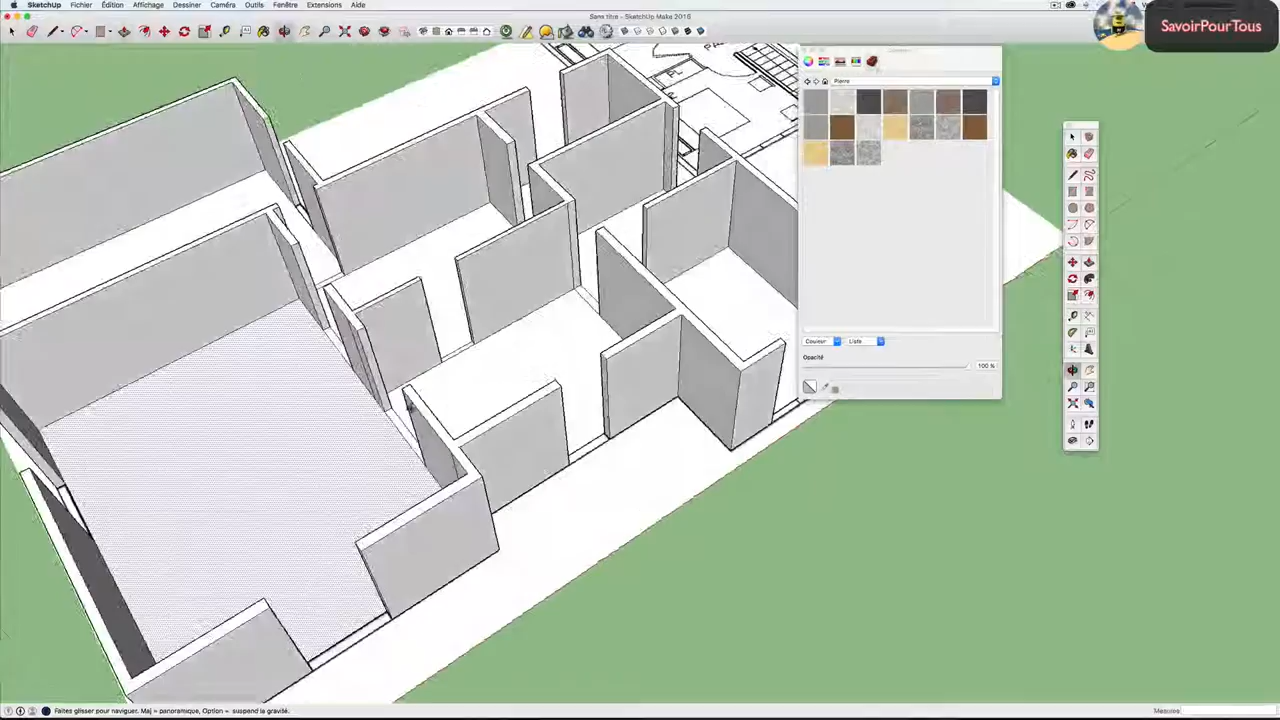 SketchUp Fichier Édition Affichage Dessiner Caméra Outils Fenêtre Extensions Aide
Sans titre - SketchUp Make 2016
SavoirPourTous
PL
Pierre
Couleur Liste
Opacité
100 %
Faites glisser pour naviguer. Maj = panoramique, Option = suspend la gravité.
Mesures